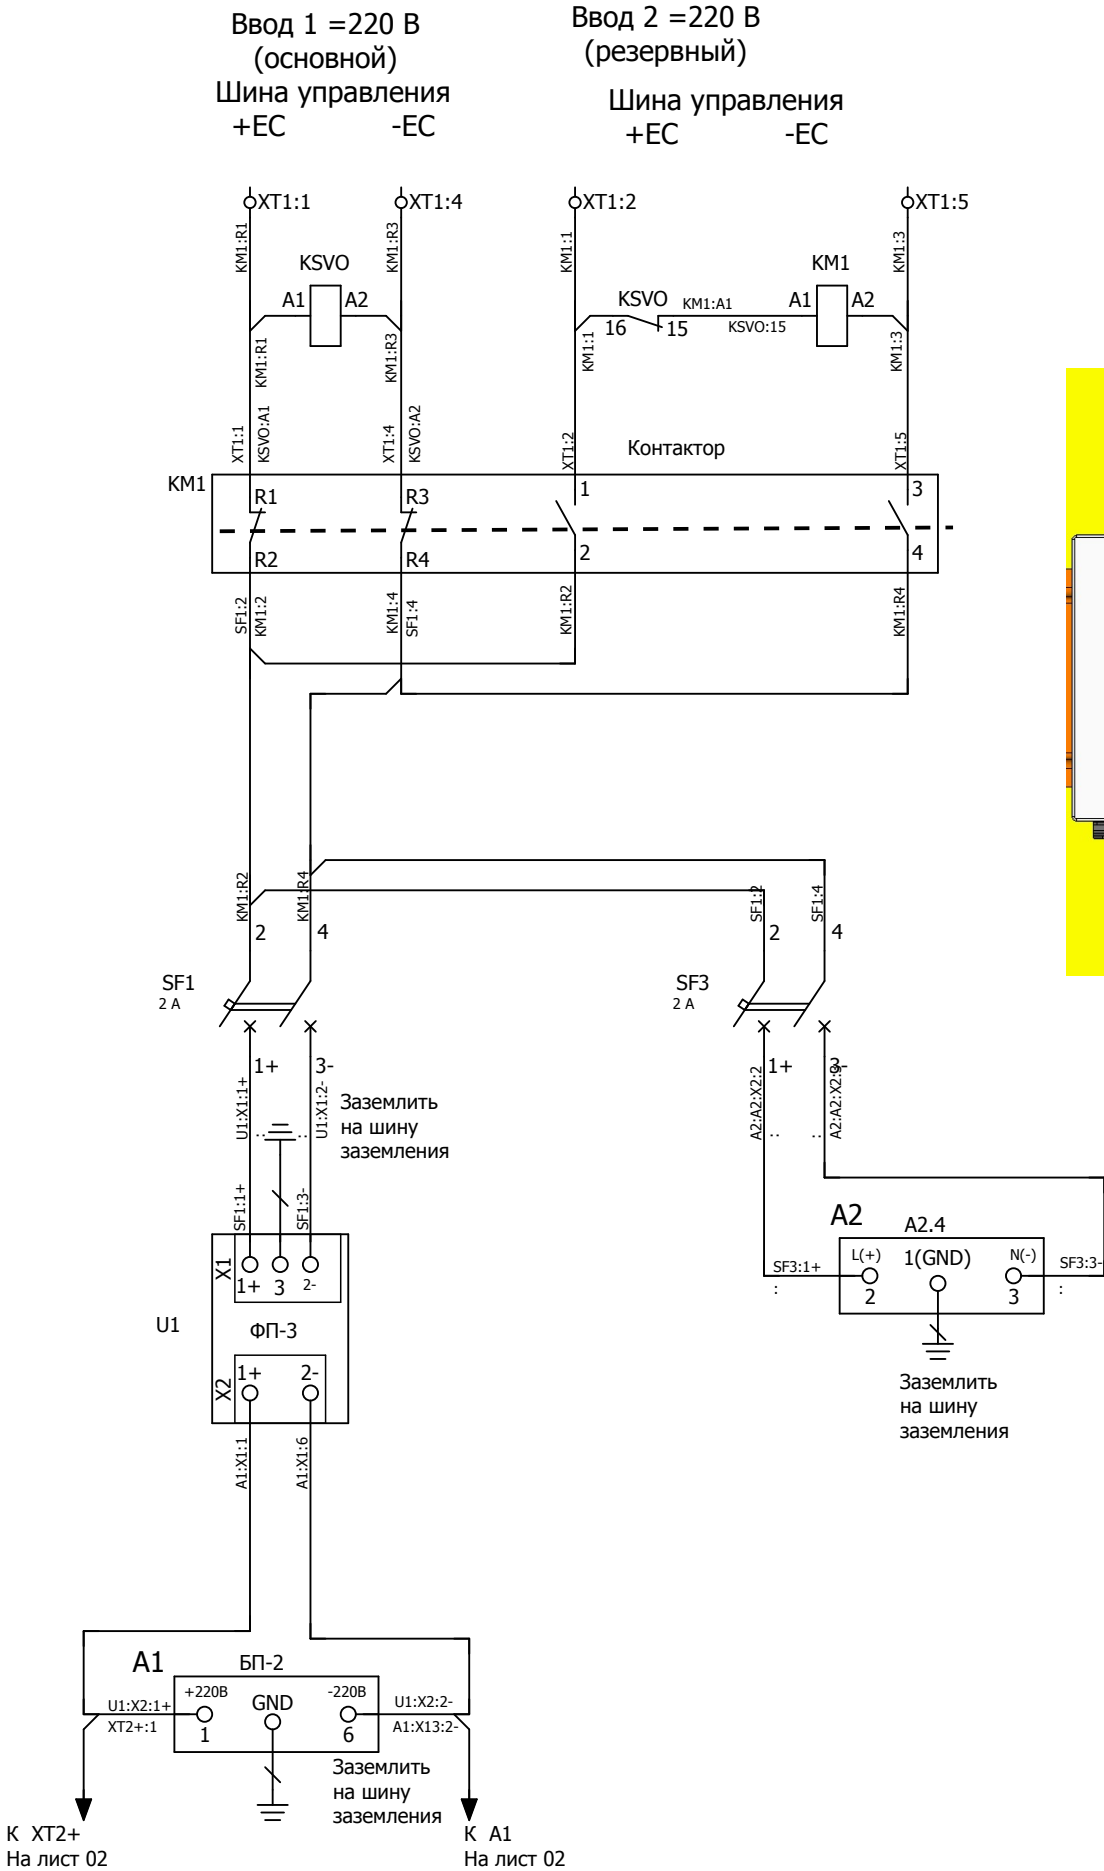 Ввод 1 =220 В
(основной)
Шина управления
+EC -EC
Ввод 2 =220 В
(резервный)
Шина управления
+EC -EC
XT1:1
XT1:4
XT1:2
XT1:5
KM1:R1
KM1:R3
KM1:1
KM1:3
KSVO
A1 A2
KSVO
16 15
KM1:A1
KSVO:15
KM1
A1 A2
KM1:R1
KM1:R3
KM1:1
KM1:3
XT1:1
KSVO:A1
XT1:4
KSVO:A2
XT1:2
Контактор
XT1:5
KM1
R1
R3
1
3
R2
R4
2
4
SF1:2
KM1:2
KM1:4
SF1:4
KM1:R2
KM1:R4
KM1:R2
KM1:R4
SF1:2
SF1:4
2
4
2
4
SF1
2 A
SF3
2 A
1+
3-
1+
3-
U1:X1:1+
U1:X1:2-
A2:A2:X2:2
A2:A2:X2:3
Заземлить
на шину
заземления
SF1:1+
SF1:3-
X1
1+ 3 2-
U1
ФП-3
X2
1+ 2-
A2
A2.4
SF3:1+
:
L(+)
1(GND)
N(-)
2
3
SF3:3-
:
Заземлить
на шину
заземления
A1:X1:1
A1:X1:6
A1
БП-2
U1:X2:1+
XT2+:1
+220В
GND
-220В
1
6
U1:X2:2-
A1:X13:2-
Заземлить
на шину
заземления
К XT2+
На лист 02
К A1
На лист 02